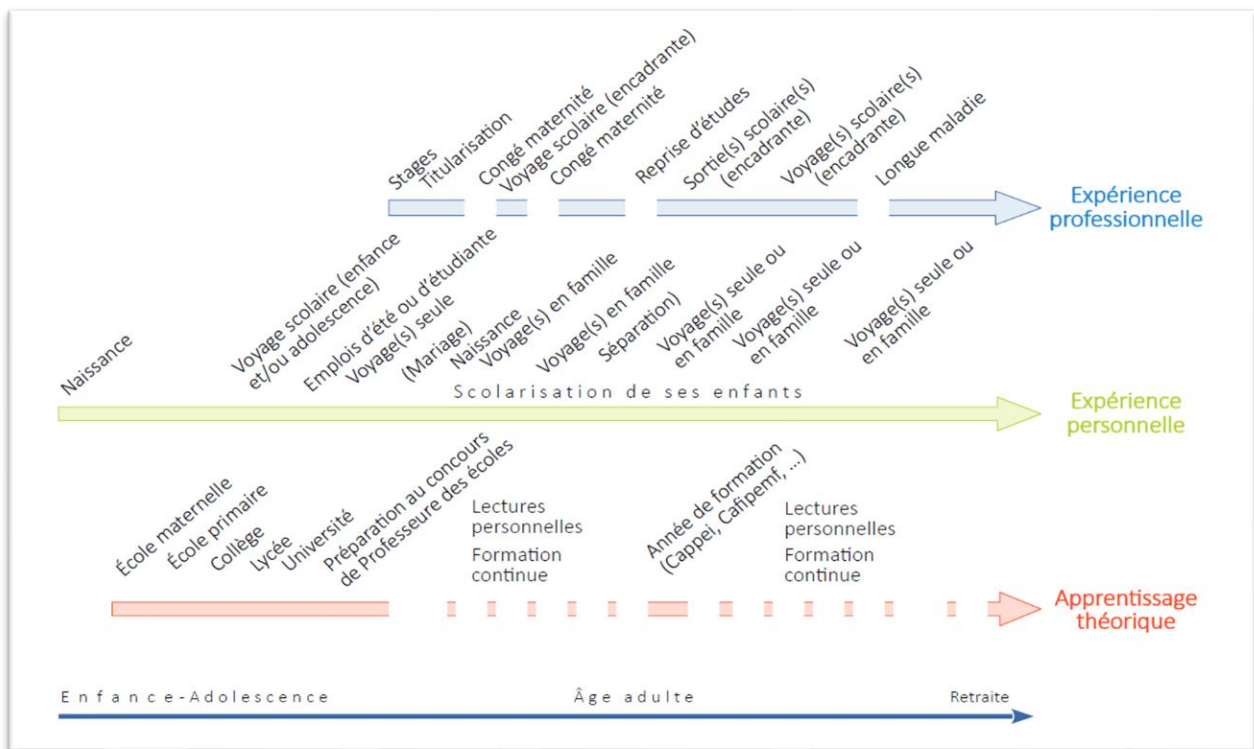 Stages
Titularisation
Congé maternité
Voyage scolaire (encadrante)
Congé maternité
Reprise d'études
Sortie(s) scolaire(s)
(encadrante)
Voyage(s) scolaire(s)
(encadrante)
Longue maladie
Expérience
professionnelle
Naissance
Voyage scolaire (enfance
et/ou adolescence)
Emplois d'été ou d'étudiante
Voyage(s) seule
(Mariage)
Naissance
Voyage(s) en famille
Voyage(s) en famille
Séparation)
Voyage(s) seule ou
en famille
Voyage(s) seule ou
en famille
Voyage(s) seule ou
en famille
Scolarisation de ses enfants
Expérience
personnelle
École maternelle
École primaire
Collège
Lycée
Université
Préparation au concours
de Professeure des écoles
Lectures
personnelles
Formation
continue
Année de formation
(Cappei, Cafipemf, ...)
Lectures
personnelles
Formation
continue
Apprentissage
théorique
Enfance-Adolescence
Âge adulte
Retraite